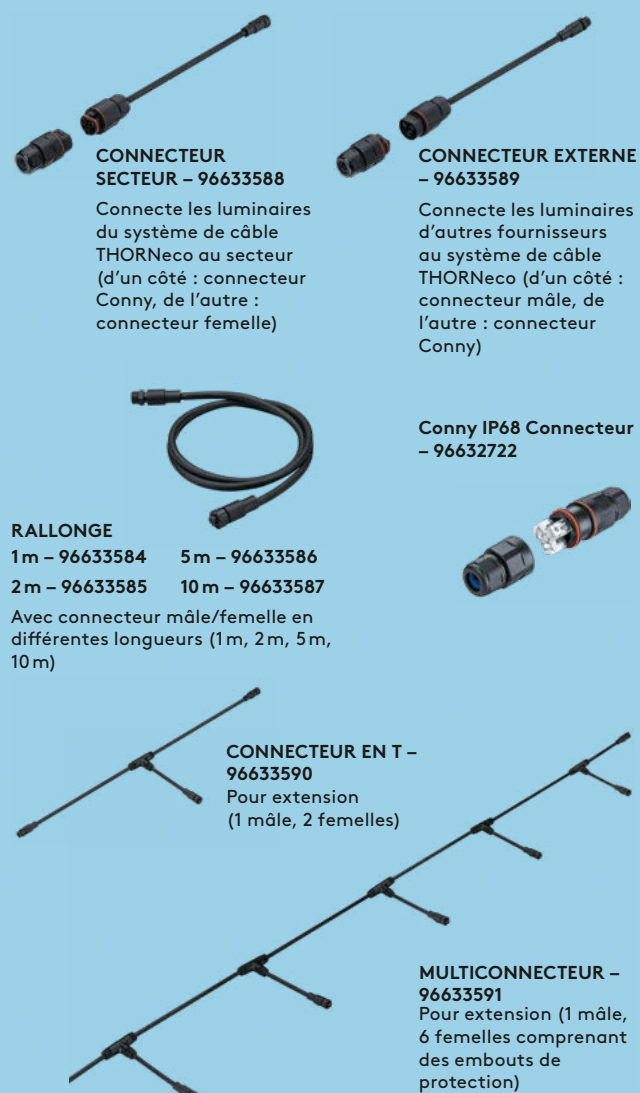 CONNECTEUR
SECTEUR – 96633588
Connecte les luminaires
du système de câble
THORNeco au secteur
(d’un côté : connecteur
Conny, de l’autre :
connecteur femelle)
CONNECTEUR EXTERNE
– 96633589
Connecte les luminaires
d’autres fournisseurs
au système de câble
THORNeco (d’un côté :
connecteur mâle, de
l’autre : connecteur
Conny)
Conny IP68 Connecteur
– 96632722
RALLONGE
1 m – 96633584 5 m – 96633586
2 m – 96633585 10 m – 96633587
Avec connecteur mâle/femelle en
différentes longueurs (1 m, 2 m, 5 m,
10 m)
CONNECTEUR EN T –
96633590
Pour extension
(1 mâle, 2 femelles)
MULTICONNECTEUR –
96633591
Pour extension (1 mâle,
6 femelles comprenant
des embouts de
protection)